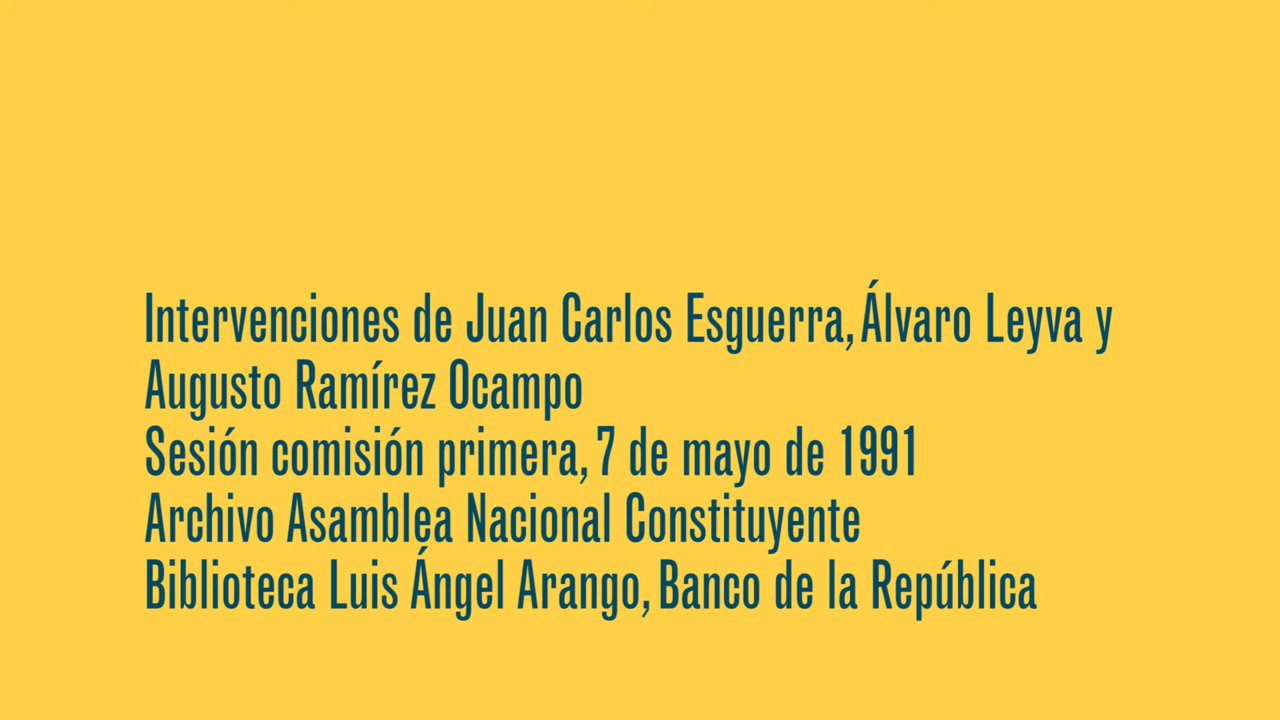 Intervenciones de Juan Carlos Esguerra, Álvaro Leyva y
Augusto Ramírez Ocampo
Sesión comisión primera, 7 de mayo de 1991
Archivo Asamblea Nacional Constituyente
Biblioteca Luis Ángel Arango, Banco de la República